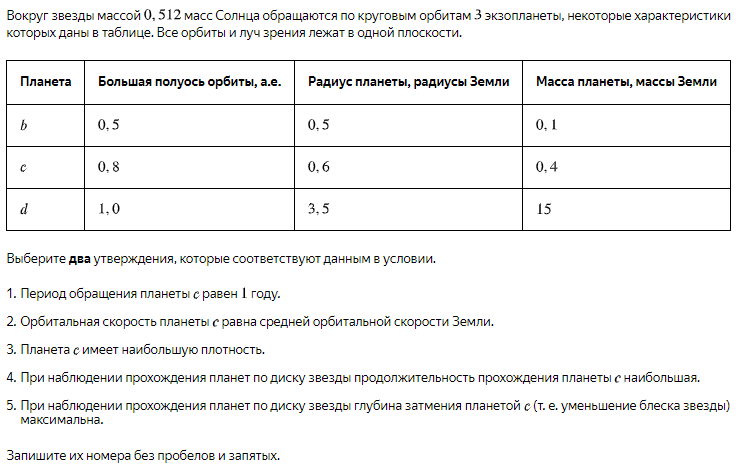 Вокруг звезды массой 0, 512 масс Солнца обращаются по круговым орбитам 3 экзопланеты, некоторые характеристики
которых даны в таблице. Все орбиты и луч зрения лежат в одной плоскости.
Планета Большая полуось орбиты, а.е. Радиус планеты, радиусы Земли Масса планеты, массы Земли
b 0, 5 0, 5 0, 1
c 0, 8 0, 6 0, 4
d 1, 0 3, 5 15
Выберите два утверждения, которые соответствуют данным в условии.
1. Период обращения планеты c равен 1 году.
2. Орбитальная скорость планеты c равна средней орбитальной скорости Земли.
3. Планета c имеет наибольшую плотность.
4. При наблюдении прохождения планет по диску звезды продолжительность прохождения планеты c наибольшая.
5. При наблюдении прохождения планет по диску звезды глубина затмения планетой c (т. е. уменьшение блеска звезды)
максимальна.
Запишите их номера без пробелов и запятых.